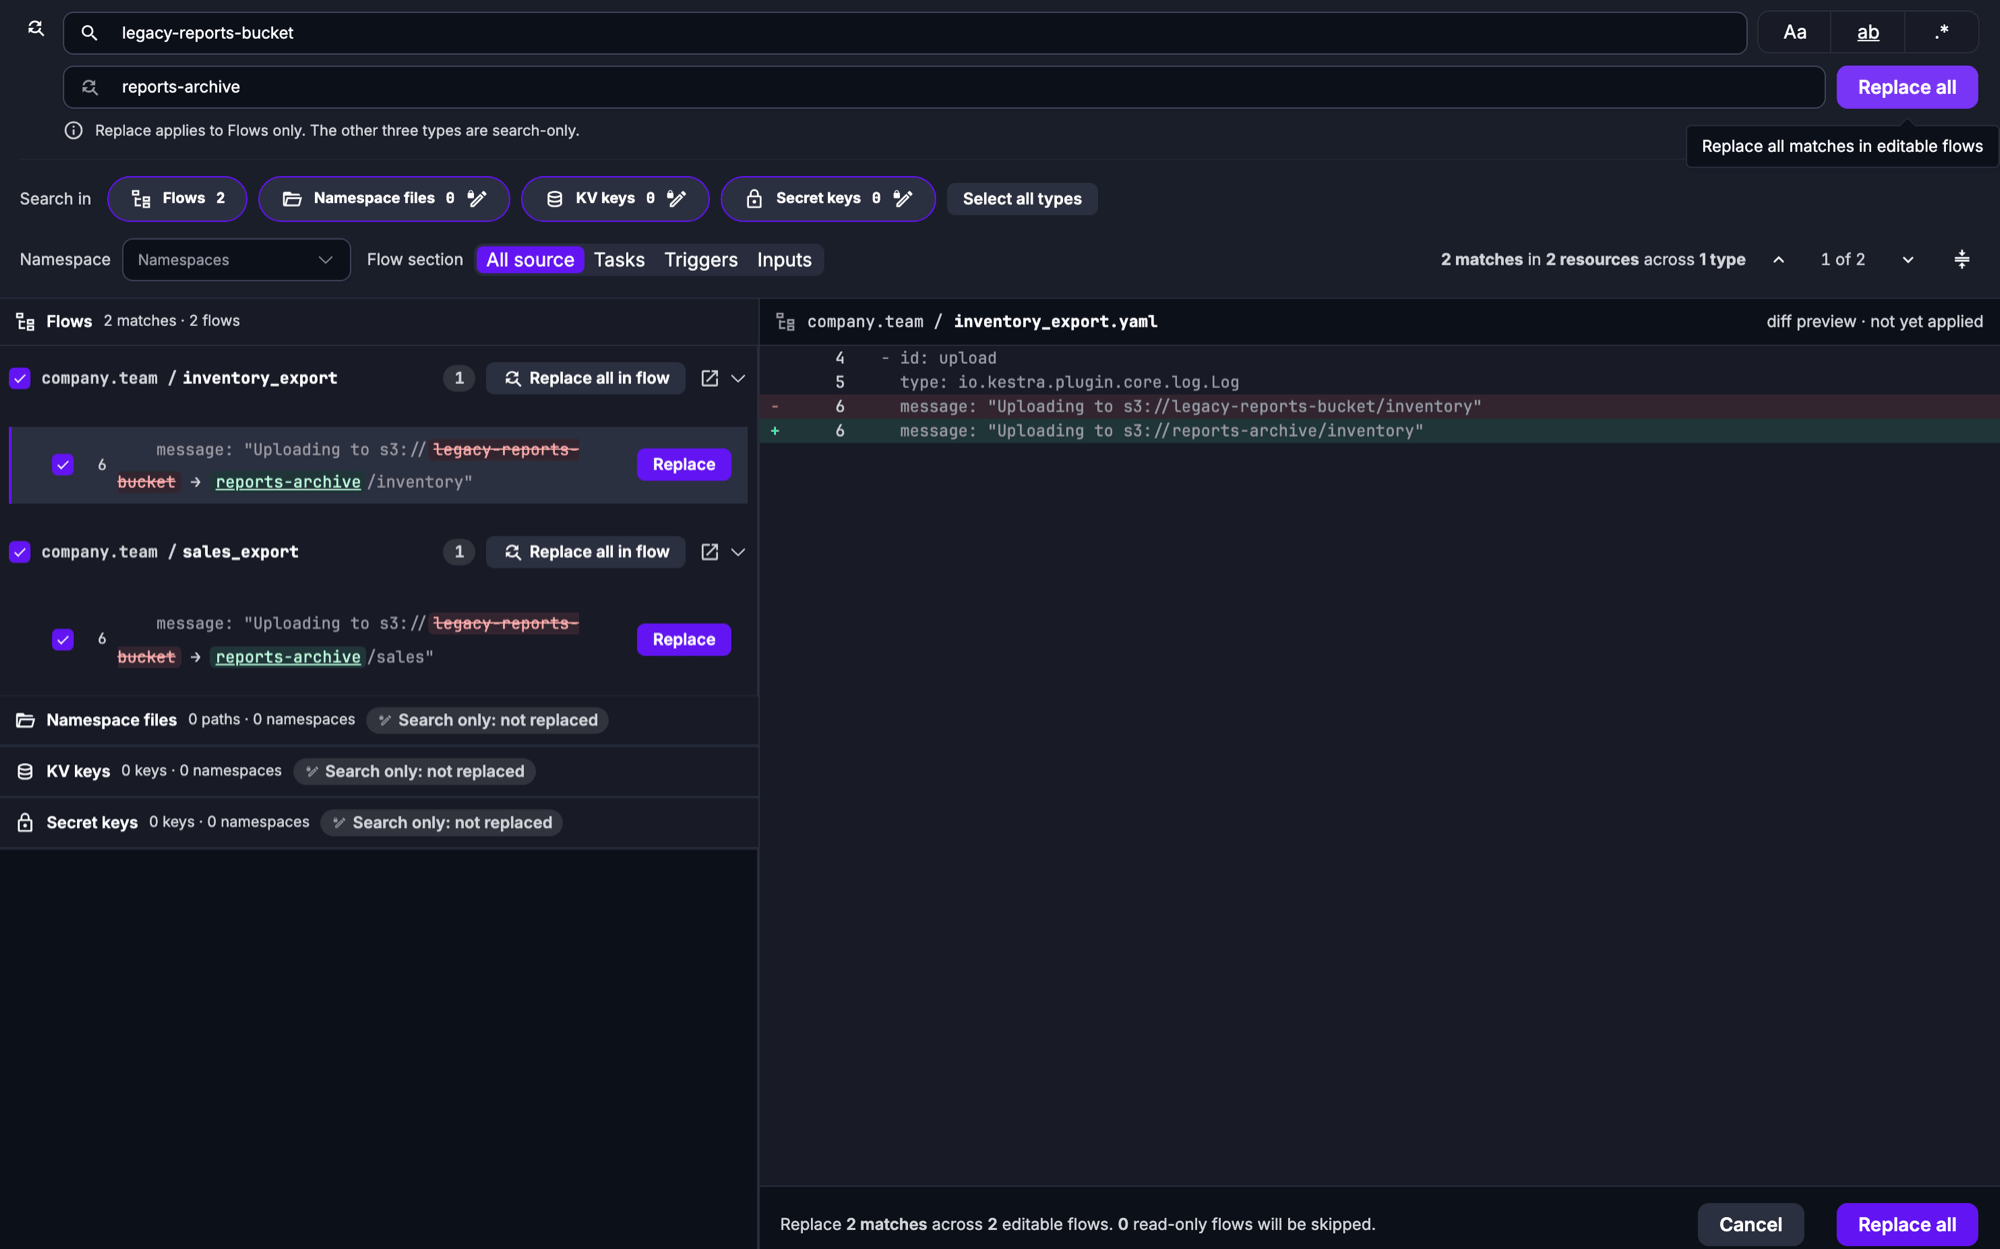 legacy-reports-bucket
Aa ab .*
reports-archive
Replace all
Replace applies to Flows only. The other three types are search-only.
Replace all matches in editable flows
Search in Flows 2 Namespace files 0 KV keys 0 Secret keys 0 Select all types
Namespace Namespaces Flow section All source Tasks Triggers Inputs
2 matches in 2 resources across 1 type 1 of 2
Flows 2 matches · 2 flows
company.team / inventory_export 1 Replace all in flow
6 message: "Uploading to s3://legacy-reports-
bucket → reports-archive/inventory"
Replace
company.team / sales_export 1 Replace all in flow
6 message: "Uploading to s3://legacy-reports-
bucket → reports-archive/sales"
Replace
Namespace files 0 paths · 0 namespaces Search only: not replaced
KV keys 0 keys · 0 namespaces Search only: not replaced
Secret keys 0 keys · 0 namespaces Search only: not replaced
company.team / inventory_export.yaml
diff preview · not yet applied
4 - id: upload
5 type: io.kestra.plugin.core.log.Log
- 6 message: "Uploading to s3://legacy-reports-bucket/inventory"
+ 6 message: "Uploading to s3://reports-archive/inventory"
Replace 2 matches across 2 editable flows. 0 read-only flows will be skipped.
Cancel Replace all